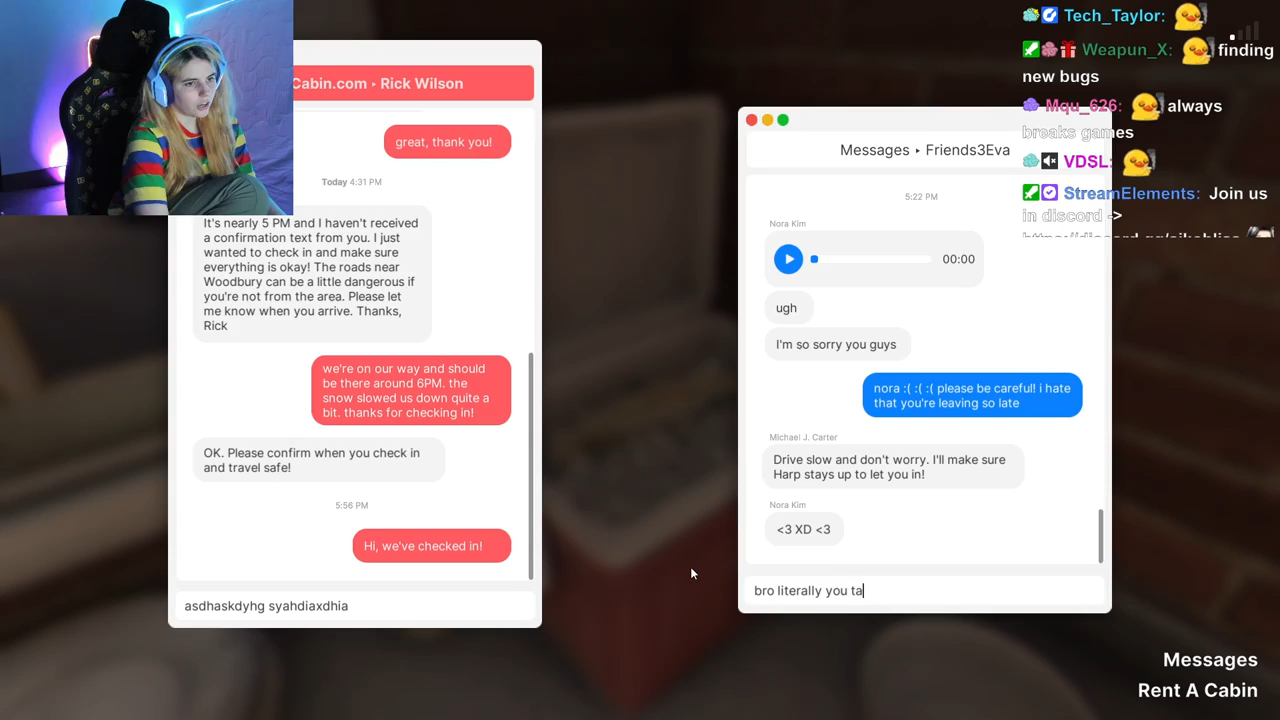 Cabin.com ▸ Rick Wilson
great, thank you!
Today 4:31 PM
It's nearly 5 PM and I haven't received
a confirmation text from you. I just
wanted to check in and make sure
everything is okay! The roads near
Woodbury can be a little dangerous if
you're not from the area. Please let
me know when you arrive. Thanks,
Rick
we're on our way and should
be there around 6PM. the
snow slowed us down quite a
bit. thanks for checking in!
OK. Please confirm when you check in
and travel safe!
5:56 PM
Hi, we've checked in!
asdhaskdyhg syahdiaxdhia
Messages ▸ Friends3Eva
5:22 PM
Nora Kim
00:00
ugh
I'm so sorry you guys
nora :( :( :( please be careful! i hate
that you're leaving so late
Michael J. Carter
Drive slow and don't worry. I'll make sure
Harp stays up to let you in!
Nora Kim
<3 XD <3
bro literally you ta
Tech_Taylor:
Weapun_X: finding
new bugs
Mqu_626: always
breaks games
VDSL:
StreamElements: Join us
in discord ->
Messages
Rent A Cabin